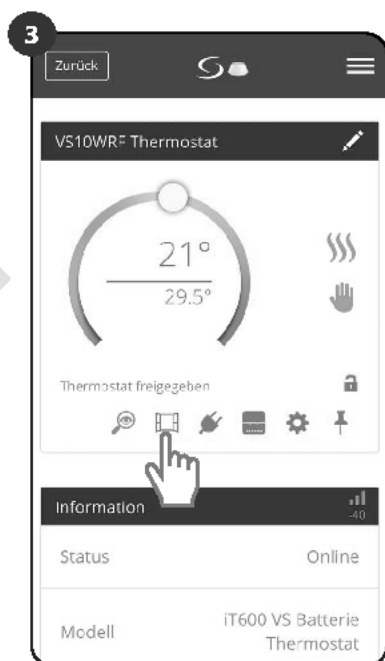 3
Zurück
VS10WRF Thermostat
21°
29.5°
Thermostat freigegeben
Information
-40
Status Online
Modell iT600 VS Batterie
Thermostat